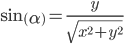 sin(α) = y / √(x² + y²)